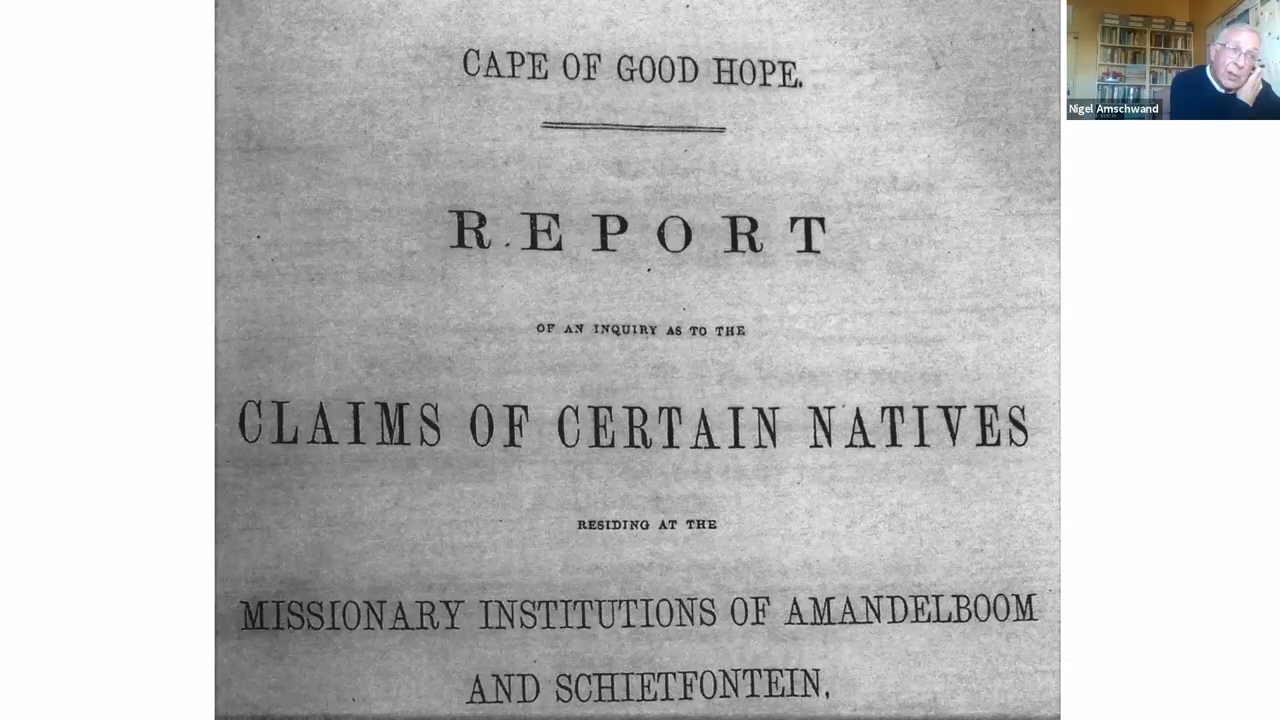 CAPE OF GOOD HOPE.
REPORT
OF AN INQUIRY AS TO THE
CLAIMS OF CERTAIN NATIVES
RESIDING AT THE
MISSIONARY INSTITUTIONS OF AMANDELBOOM
AND SCHIETFONTEIN,
Nigel Amschwand